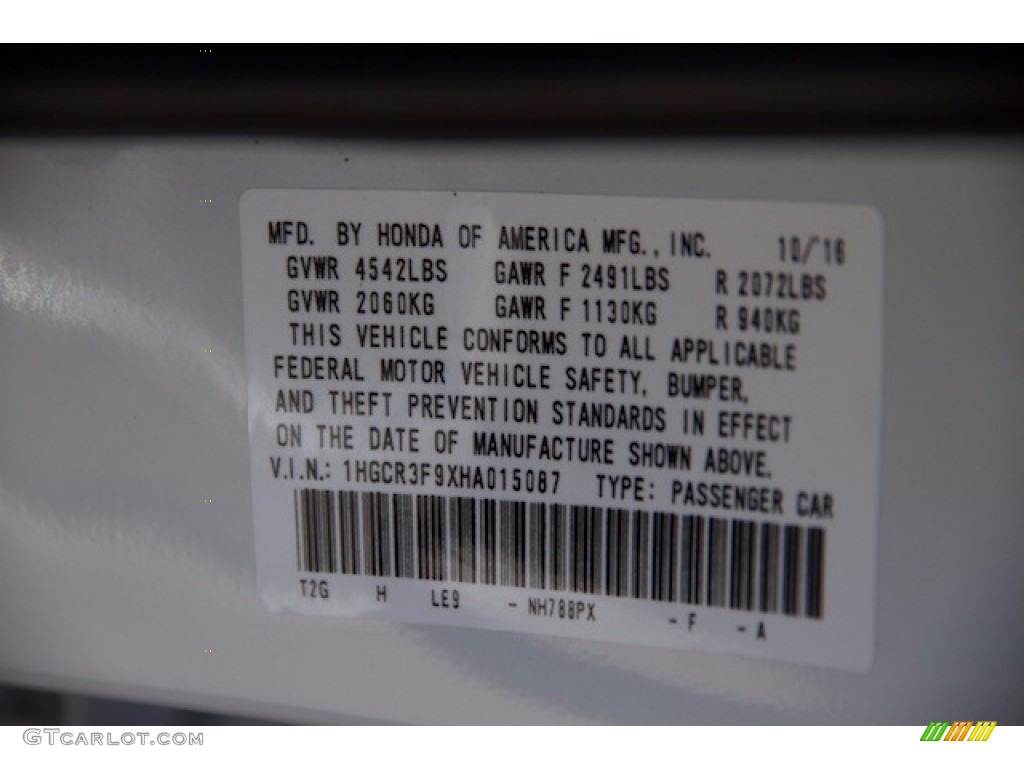 MFD. BY HONDA OF AMERICA MFG., INC. 10/16
GVWR 4542LBS GAWR F 2491LBS R 2072LBS
GVWR 2060KG GAWR F 1130KG R 940KG
THIS VEHICLE CONFORMS TO ALL APPLICABLE
FEDERAL MOTOR VEHICLE SAFETY, BUMPER,
AND THEFT PREVENTION STANDARDS IN EFFECT
ON THE DATE OF MANUFACTURE SHOWN ABOVE.
V.I.N.: 1HGCR3F9XHA015087 TYPE: PASSENGER CAR
T2G H LE9 - NH788PX - F - A
GTCARLOT.COM